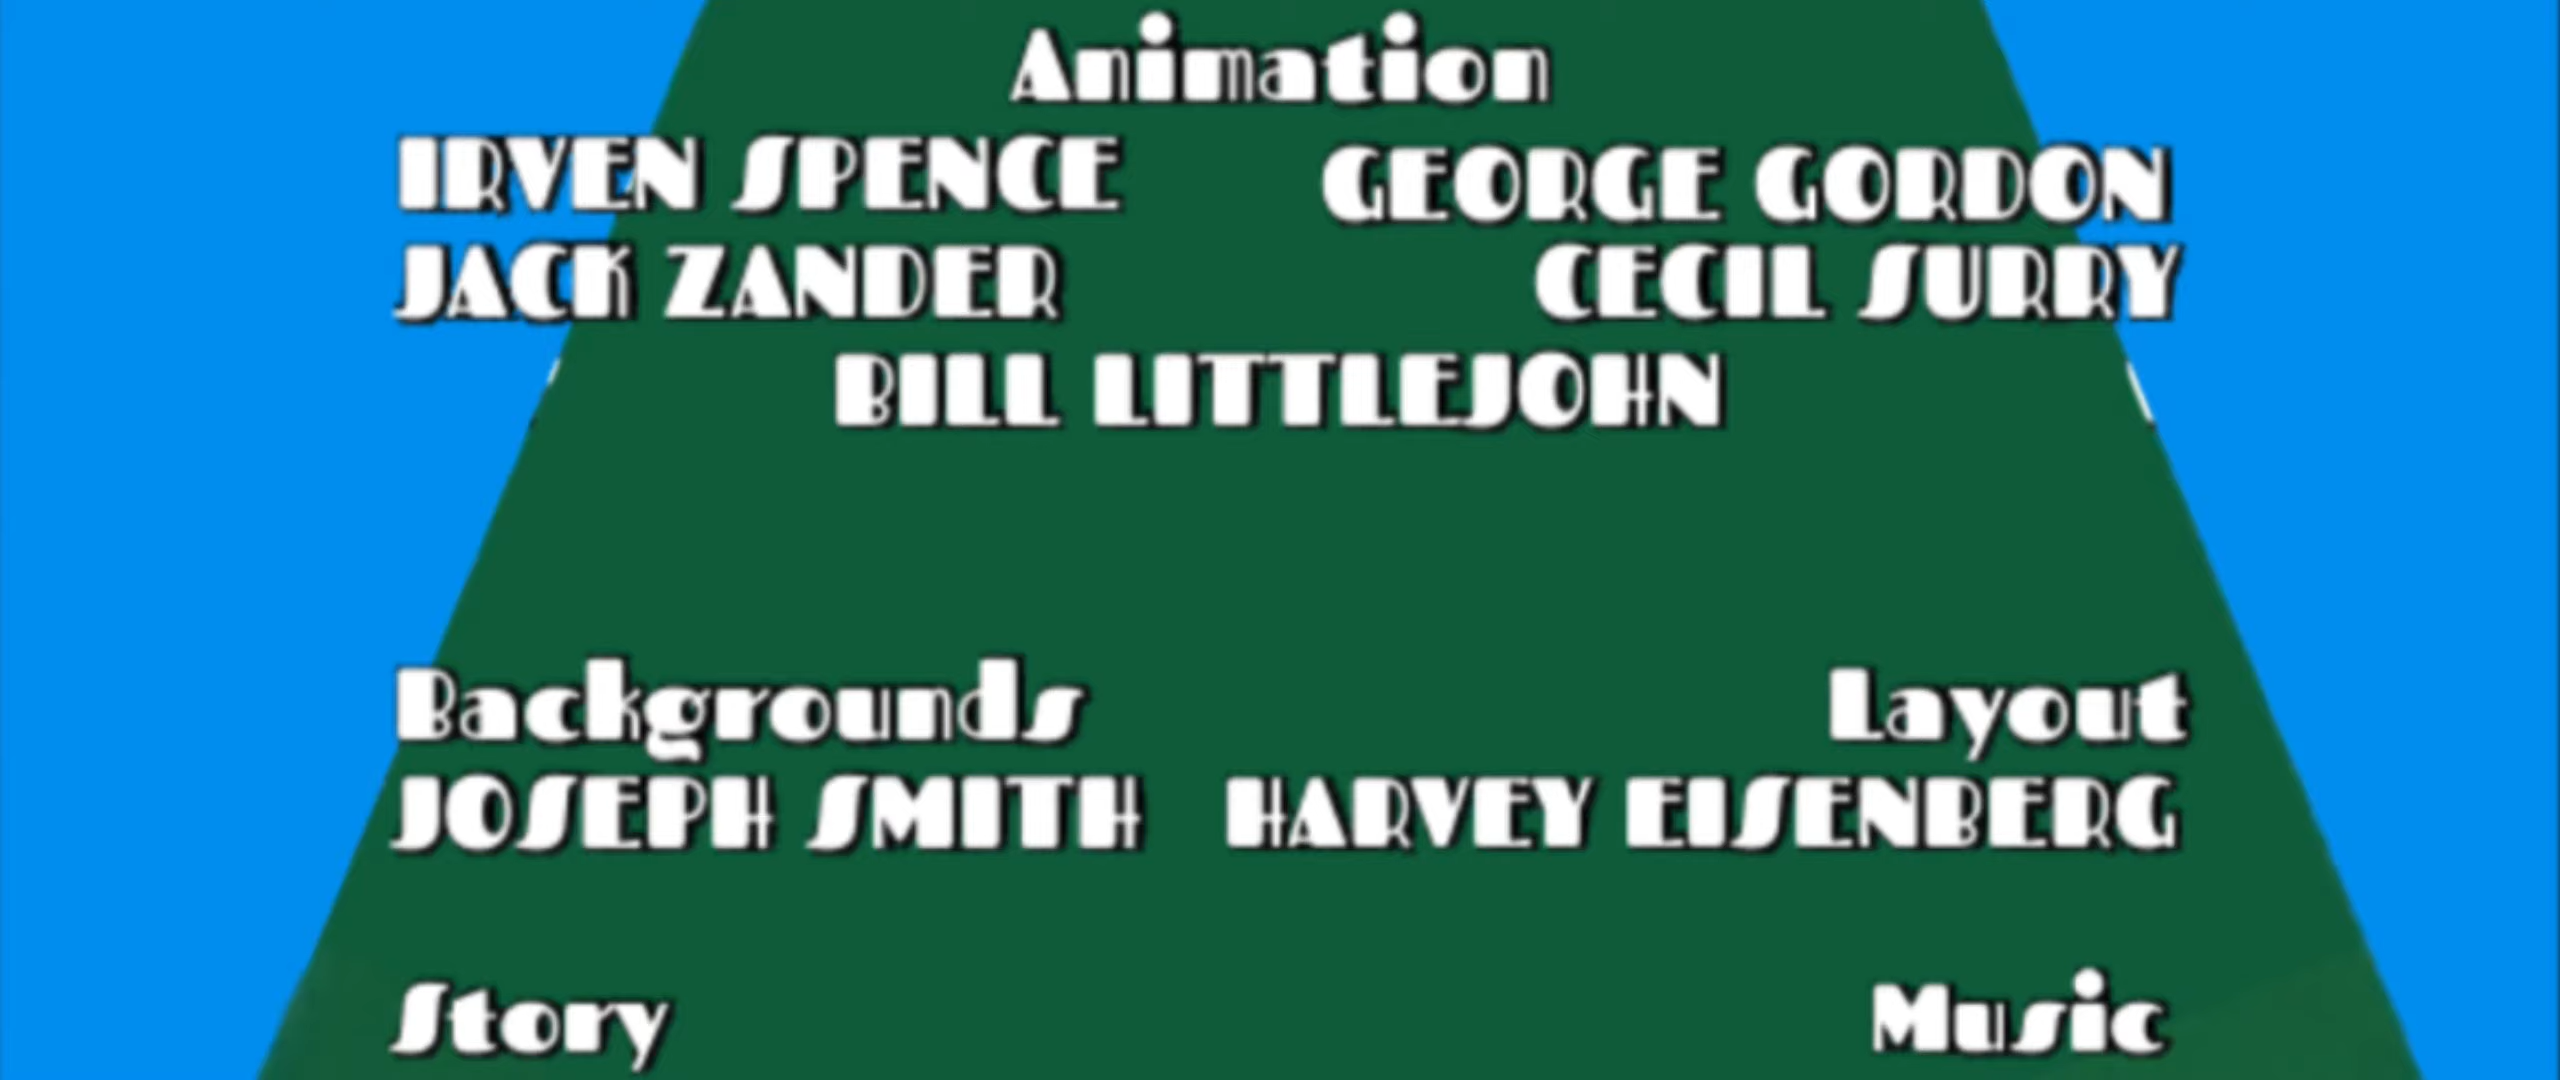 Animation
IRVEN SPENCE GEORGE GORDON
JACK ZANDER CECIL SURRY
BILL LITTLEJOHN
Backgrounds Layout
JOSEPH SMITH HARVEY EISENBERG
Story Music